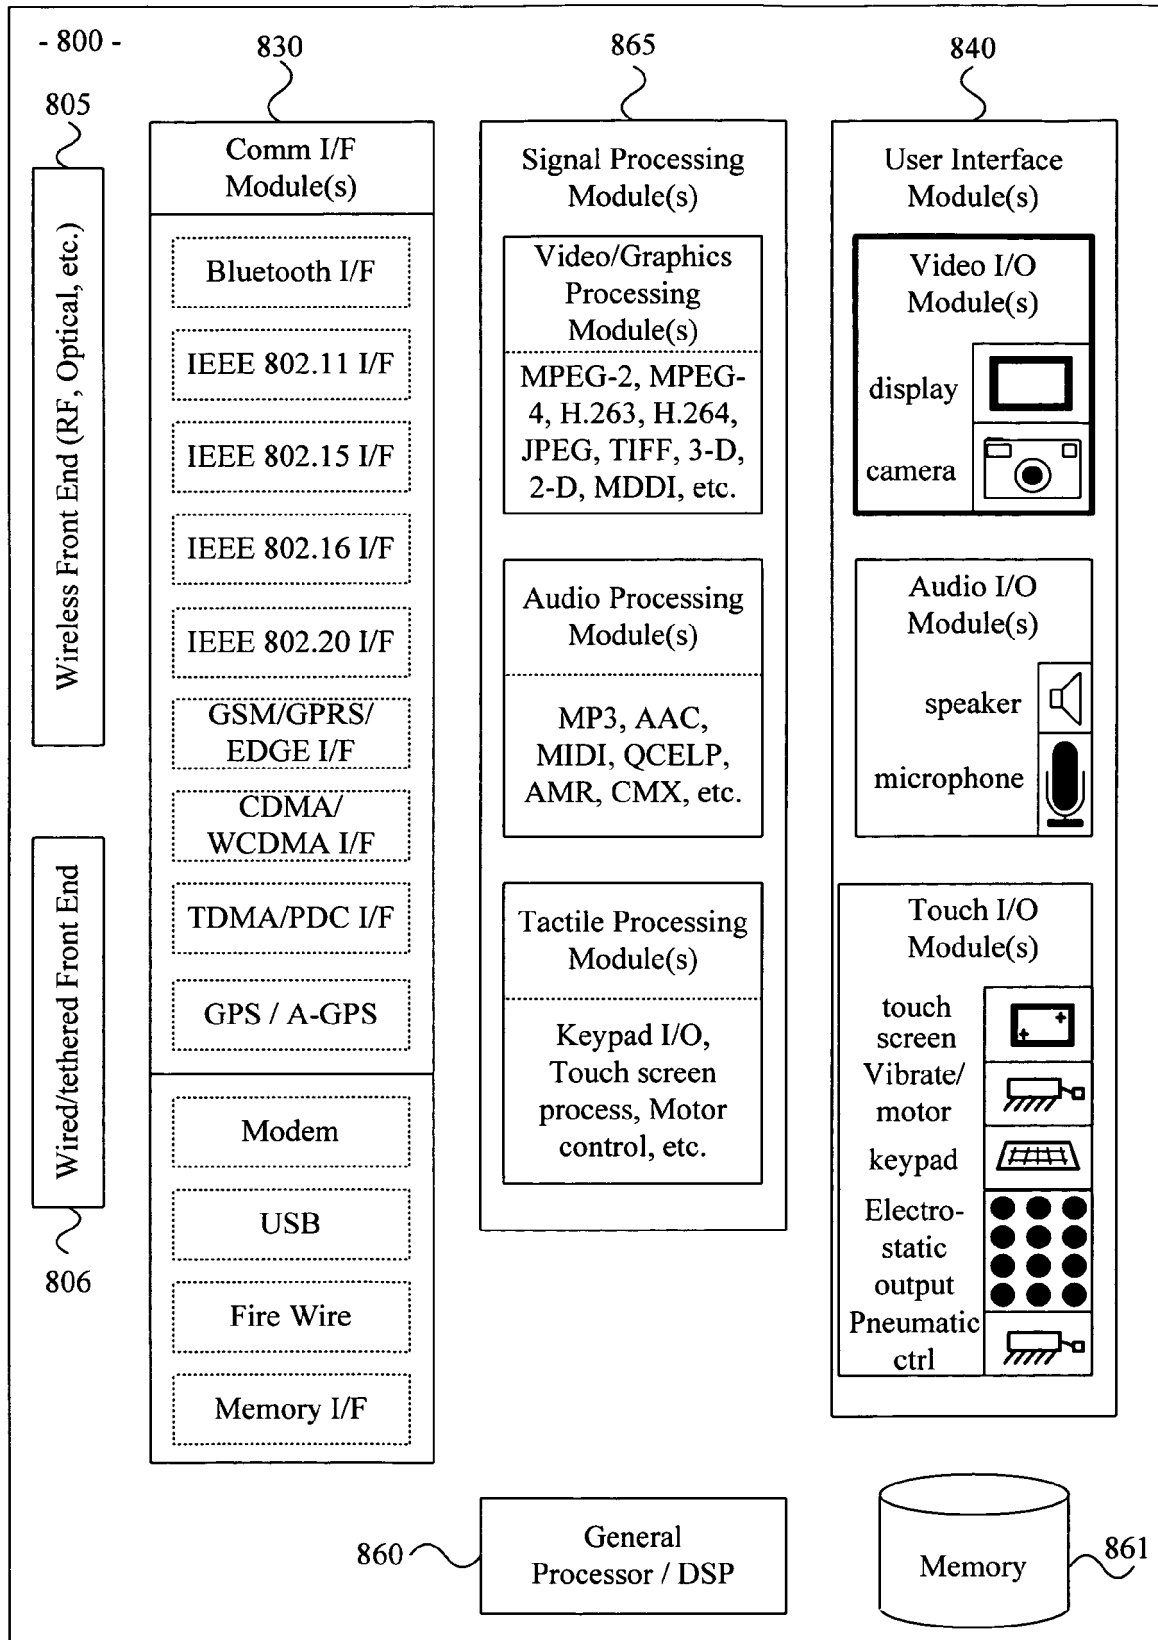 - 800 -
830
865
840
805
Wireless Front End (RF, Optical, etc.)
Wired/tethered Front End
806
Comm I/F
Module(s)
Bluetooth I/F
IEEE 802.11 I/F
IEEE 802.15 I/F
IEEE 802.16 I/F
IEEE 802.20 I/F
GSM/GPRS/
EDGE I/F
CDMA/
WCDMA I/F
TDMA/PDC I/F
GPS / A-GPS
Modem
USB
Fire Wire
Memory I/F
Signal Processing
Module(s)
Video/Graphics
Processing
Module(s)
MPEG-2, MPEG-
4, H.263, H.264,
JPEG, TIFF, 3-D,
2-D, MDDI, etc.
Audio Processing
Module(s)
MP3, AAC,
MIDI, QCELP,
AMR, CMX, etc.
Tactile Processing
Module(s)
Keypad I/O,
Touch screen
process, Motor
control, etc.
User Interface
Module(s)
Video I/O
Module(s)
display
camera
Audio I/O
Module(s)
speaker
microphone
Touch I/O
Module(s)
touch
screen
Vibrate/
motor
keypad
Electro-
static
output
Pneumatic
ctrl
860
General
Processor / DSP
Memory
861